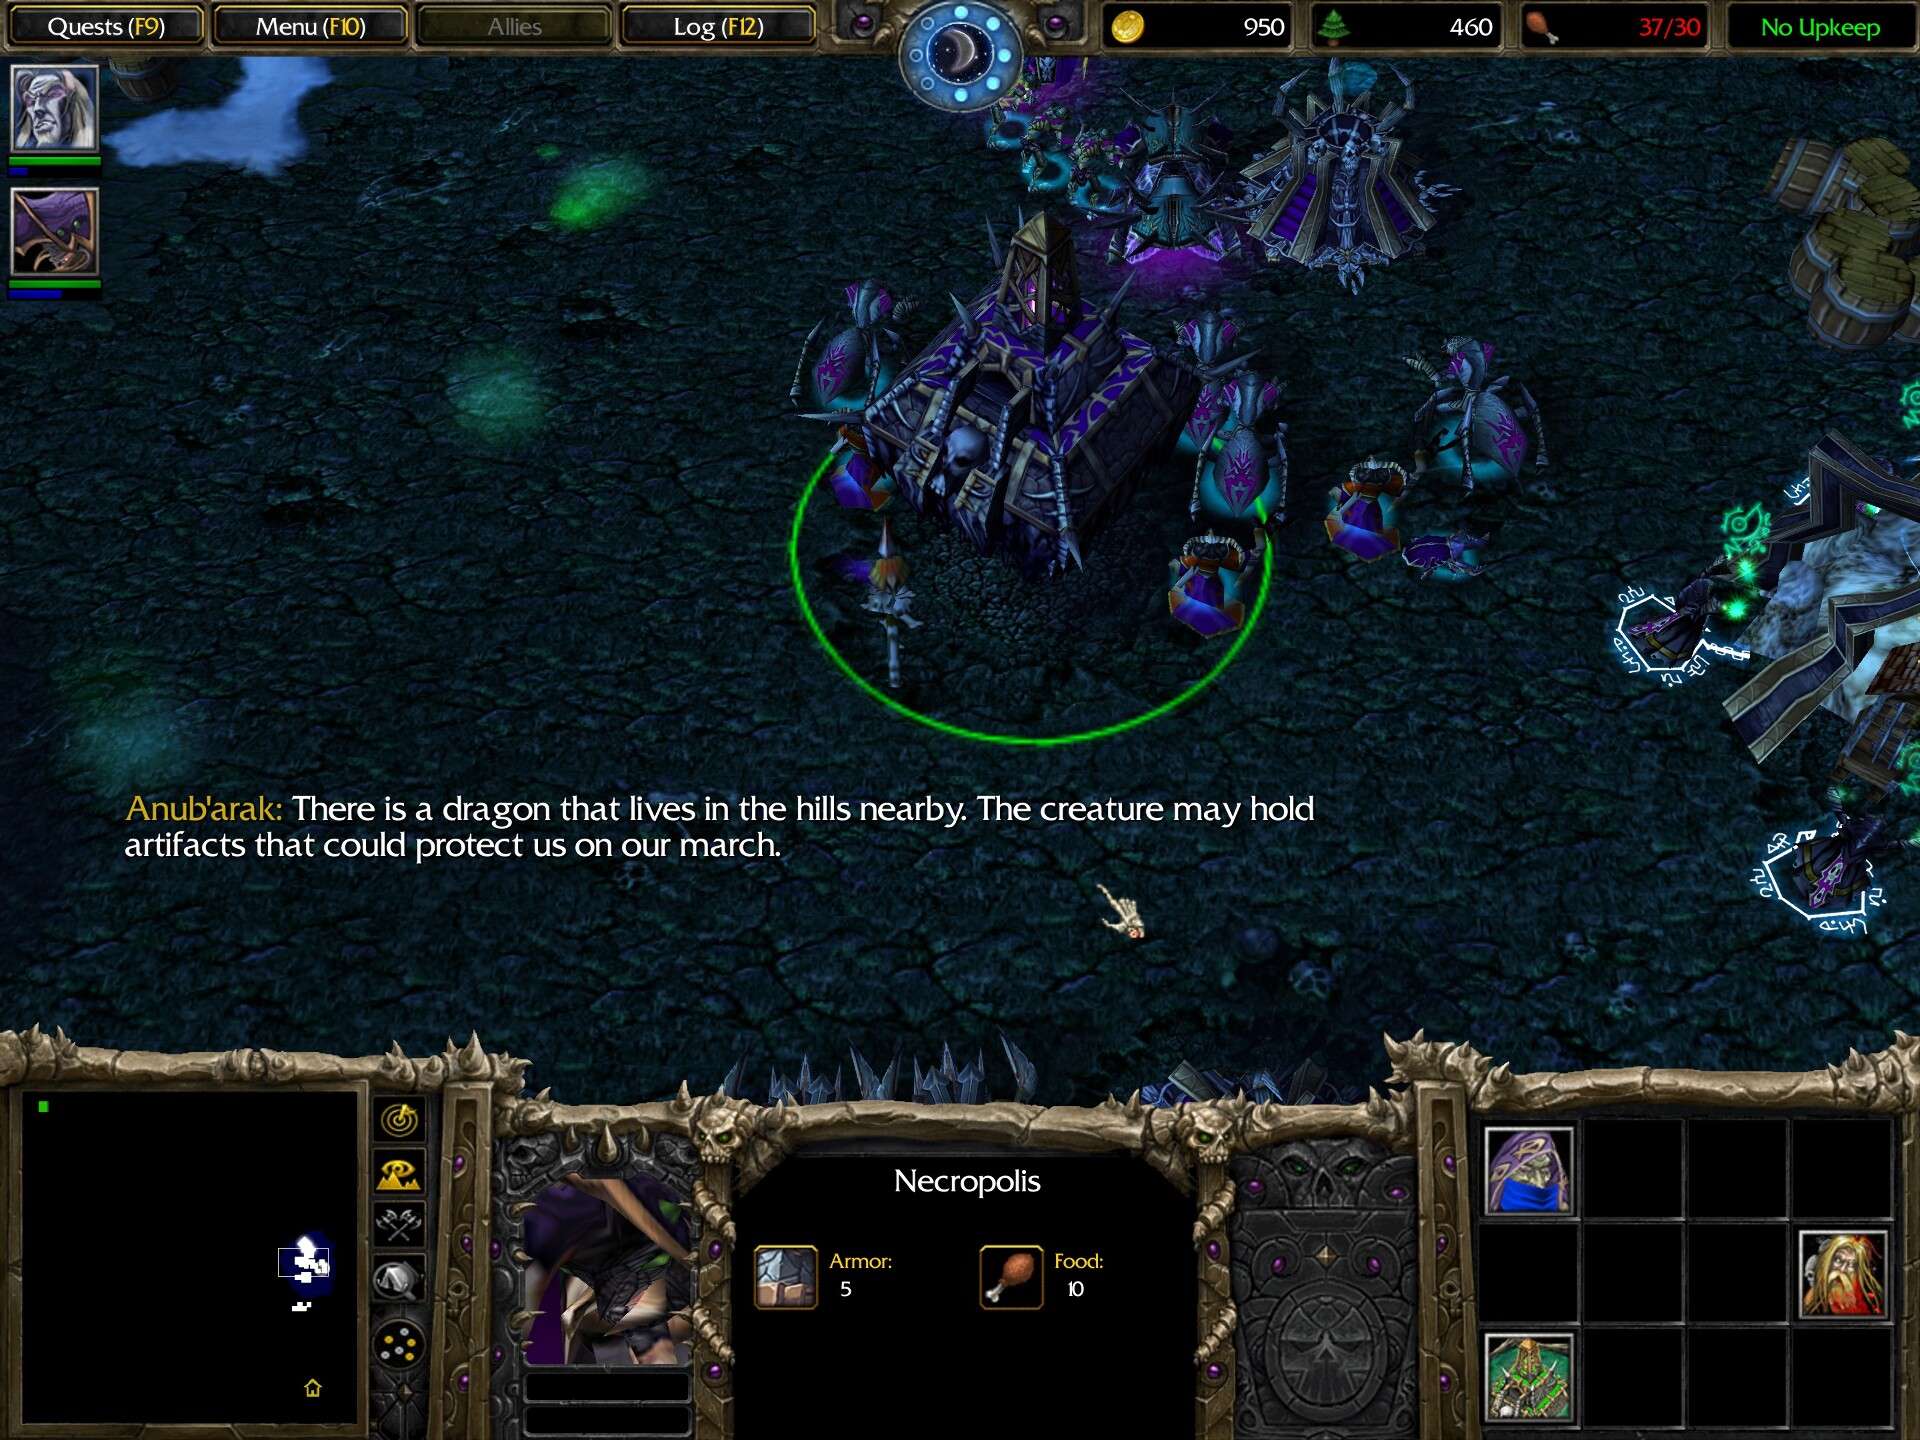 Quests (F9) Menu (F10) Allies Log (F12) 950 460 37/30 No Upkeep
Anub'arak: There is a dragon that lives in the hills nearby. The creature may hold
artifacts that could protect us on our march.
Necropolis
Armor: Food:
5 10